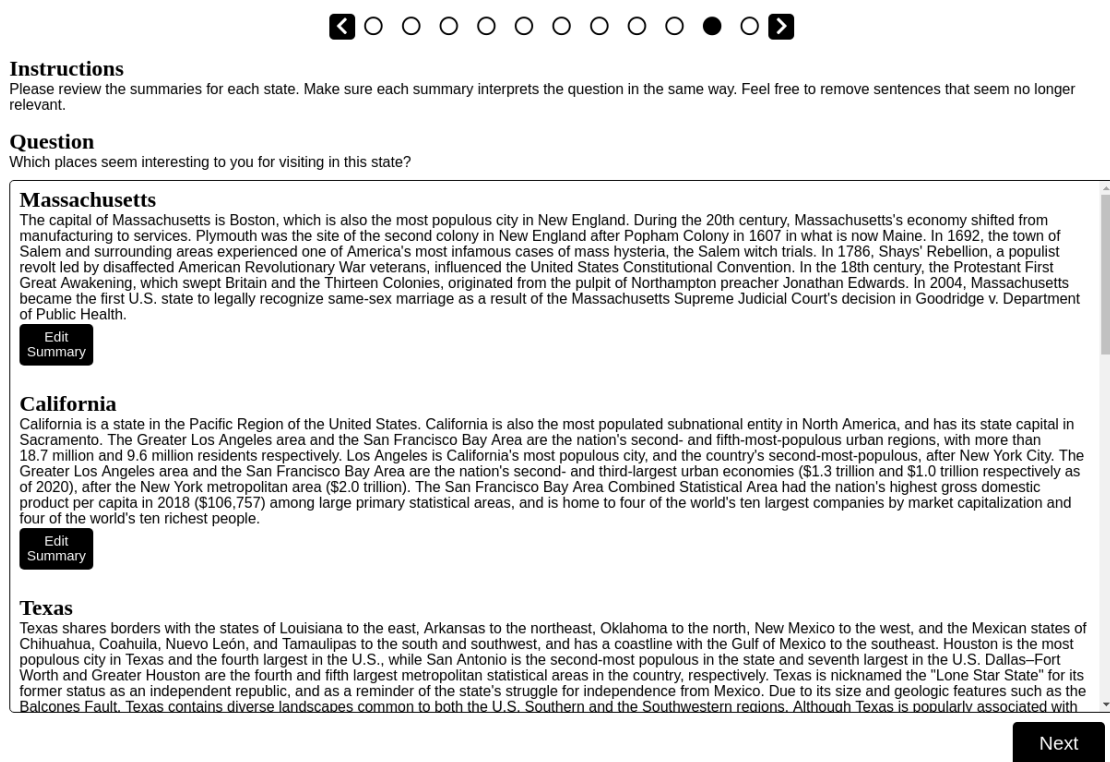 Instructions
Please review the summaries for each state. Make sure each summary interprets the question in the same way. Feel free to remove sentences that seem no longer
relevant.
Question
Which places seem interesting to you for visiting in this state?
Massachusetts
The capital of Massachusetts is Boston, which is also the most populous city in New England. During the 20th century, Massachusetts's economy shifted from
manufacturing to services. Plymouth was the site of the second colony in New England after Popham Colony in 1607 in what is now Maine. In 1692, the town of
Salem and surrounding areas experienced one of America's most infamous cases of mass hysteria, the Salem witch trials. In 1786, Shays' Rebellion, a populist
revolt led by disaffected American Revolutionary War veterans, influenced the United States Constitutional Convention. In the 18th century, the Protestant First
Great Awakening, which swept Britain and the Thirteen Colonies, originated from the pulpit of Northampton preacher Jonathan Edwards. In 2004, Massachusetts
became the first U.S. state to legally recognize same-sex marriage as a result of the Massachusetts Supreme Judicial Court's decision in Goodridge v. Department
of Public Health.
Edit
Summary
California
California is a state in the Pacific Region of the United States. California is also the most populated subnational entity in North America, and has its state capital in
Sacramento. The Greater Los Angeles area and the San Francisco Bay Area are the nation's second- and fifth-most-populous urban regions, with more than
18.7 million and 9.6 million residents respectively. Los Angeles is California's most populous city, and the country's second-most-populous, after New York City. The
Greater Los Angeles area and the San Francisco Bay Area are the nation's second- and third-largest urban economies ($1.3 trillion and $1.0 trillion respectively as
of 2020), after the New York metropolitan area ($2.0 trillion). The San Francisco Bay Area Combined Statistical Area had the nation's highest gross domestic
product per capita in 2018 ($106,757) among large primary statistical areas, and is home to four of the world's ten largest companies by market capitalization and
four of the world's ten richest people.
Edit
Summary
Texas
Texas shares borders with the states of Louisiana to the east, Arkansas to the northeast, Oklahoma to the north, New Mexico to the west, and the Mexican states of
Chihuahua, Coahuila, Nuevo León, and Tamaulipas to the south and southwest, and has a coastline with the Gulf of Mexico to the southeast. Houston is the most
populous city in Texas and the fourth largest in the U.S., while San Antonio is the second-most populous in the state and seventh largest in the U.S. Dallas–Fort
Worth and Greater Houston are the fourth and fifth largest metropolitan statistical areas in the country, respectively. Texas is nicknamed the "Lone Star State" for its
former status as an independent republic, and as a reminder of the state's struggle for independence from Mexico. Due to its size and geologic features such as the
Balcones Fault, Texas contains diverse landscapes common to both the U.S. Southern and the Southwestern regions. Although Texas is popularly associated with
Next